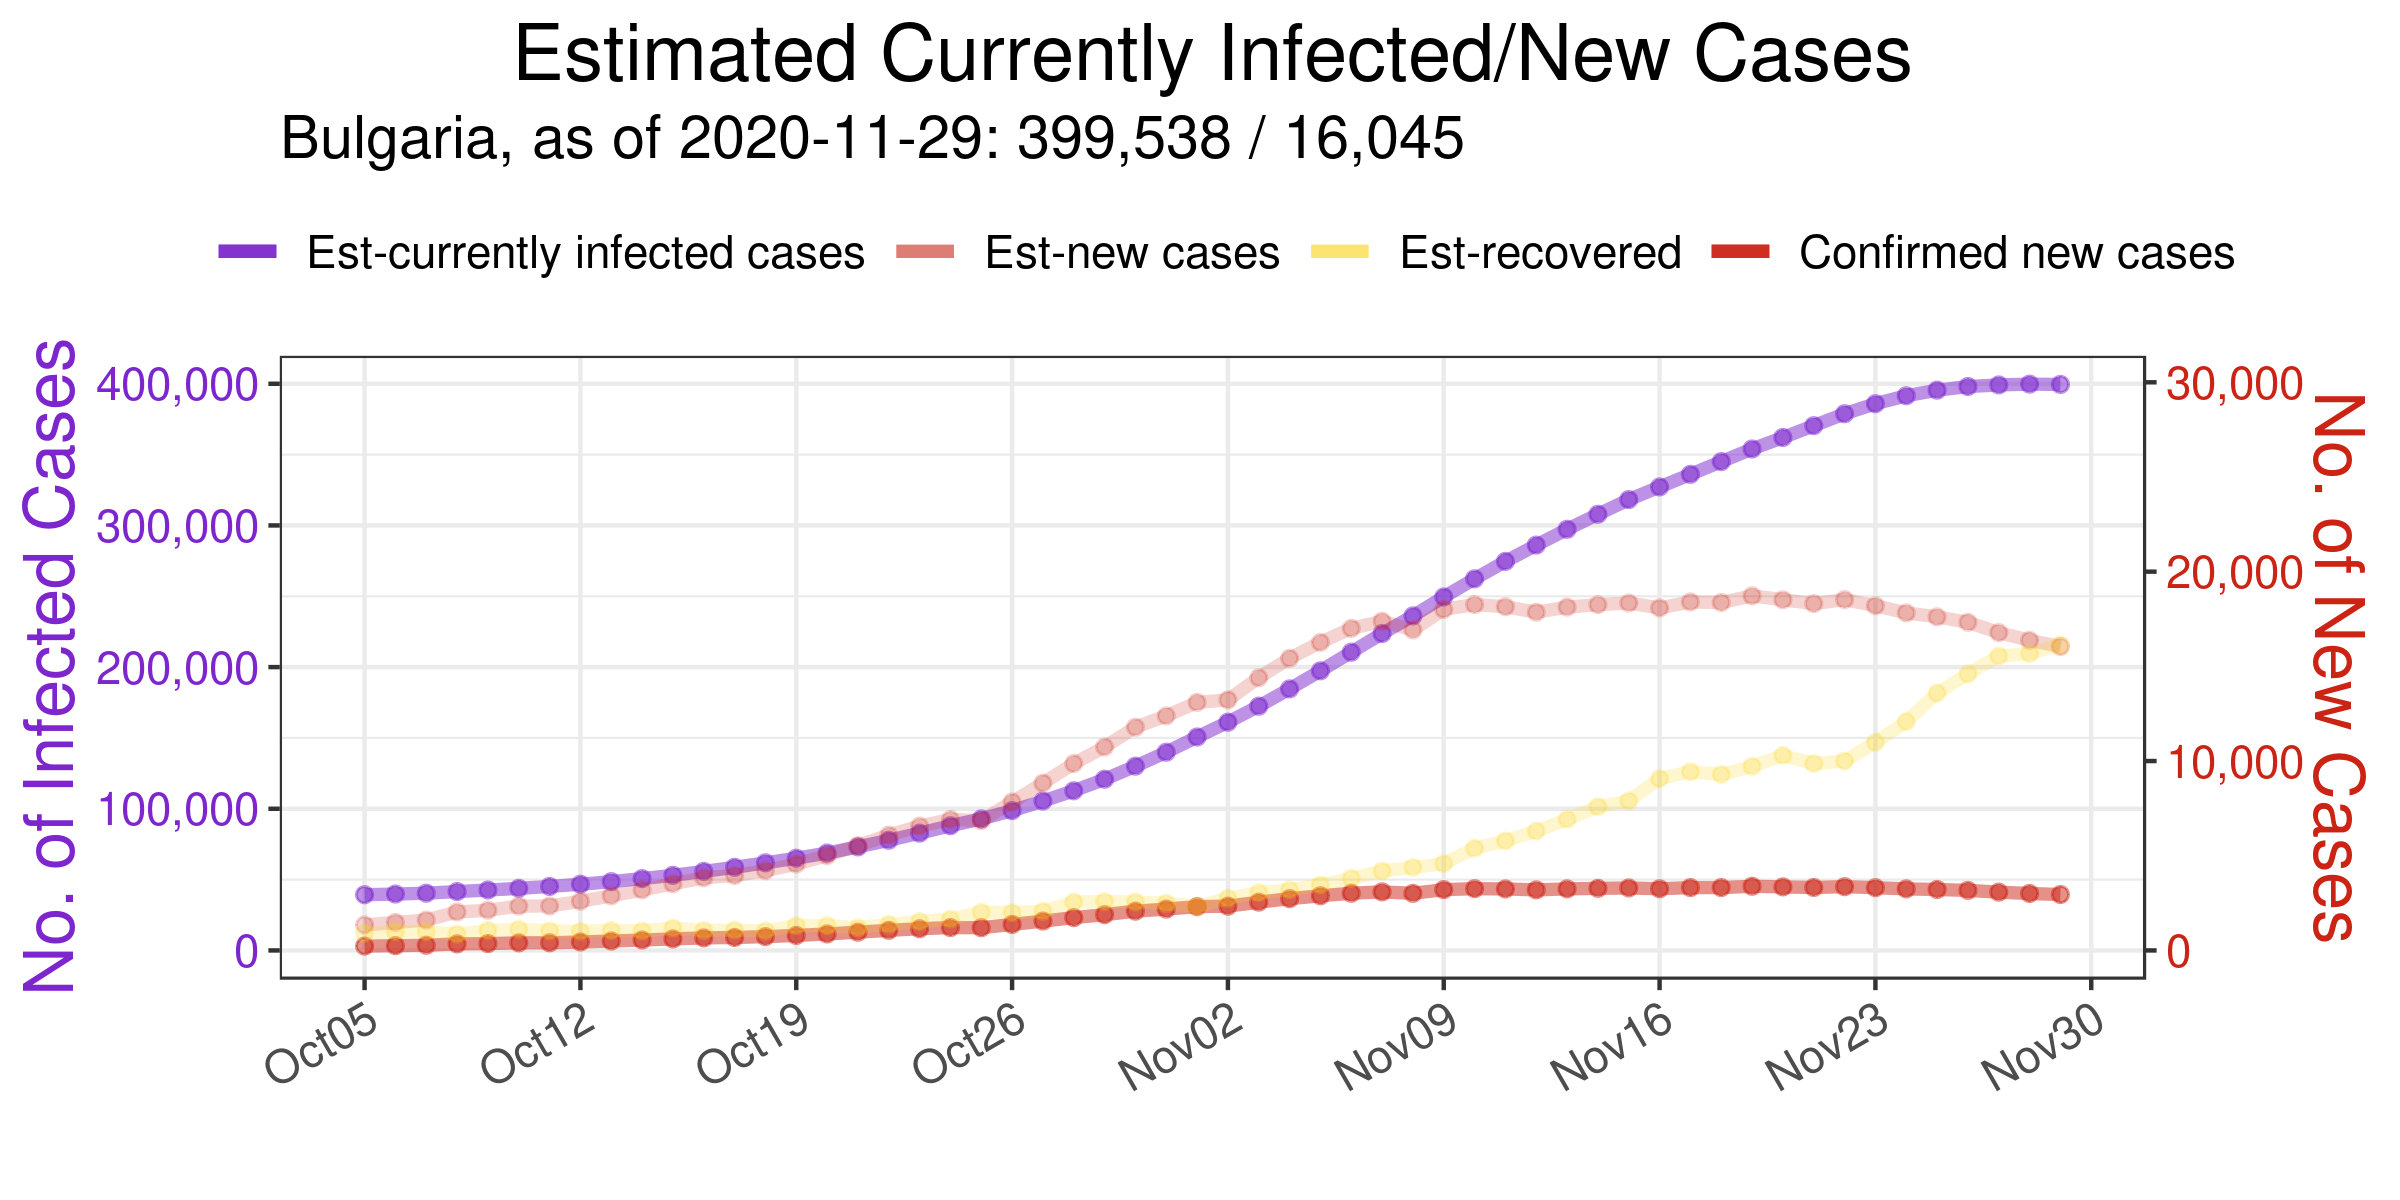 Estimated Currently Infected/New Cases
Bulgaria, as of 2020-11-29: 399,538 / 16,045
Est-currently infected cases Est-new cases Est-recovered Confirmed new cases
No. of Infected Cases
400,000
300,000
200,000
100,000
0
30,000
20,000
10,000
0
No. of New Cases
Oct05 Oct12 Oct19 Oct26 Nov02 Nov09 Nov16 Nov23 Nov30